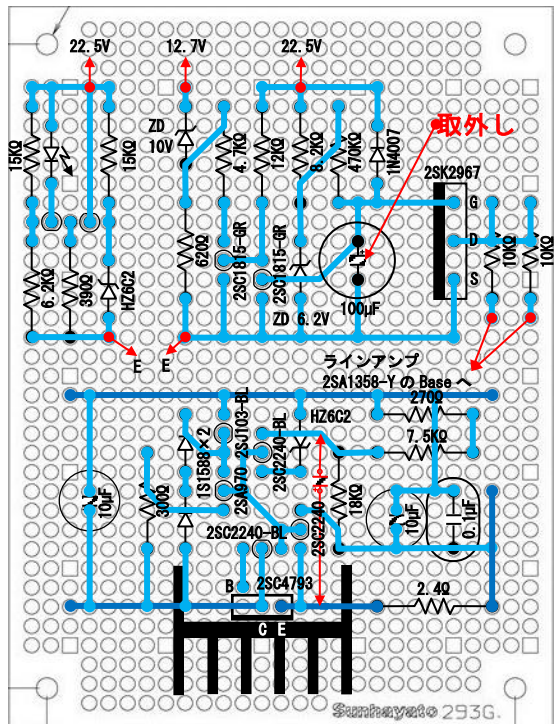 22.5V 12.7V 22.5V
15KΩ
15KΩ
ZD
10V
4.7KΩ
12KΩ
8.2KΩ
470KΩ
1N4007
取外し
2SK2967
G
D
S
6.2KΩ
390Ω
HZ6C2
620Ω
2SC1815-GR
2SC1815-GR
ZD 6.2V
100μF
10KΩ
10KΩ
E E
ラインアンプ
2SA1358-Y の Base へ
270Ω
7.5KΩ
HZ6C2
10μF
300Ω
1S1588×2
2SA970
2SJ103-BL
2SC2240-BL
2SC2240-BL
2SC2240
18KΩ
10μF
0.1μF
B 2SC4793
C E
2.4Ω
Sunhayato 293G.